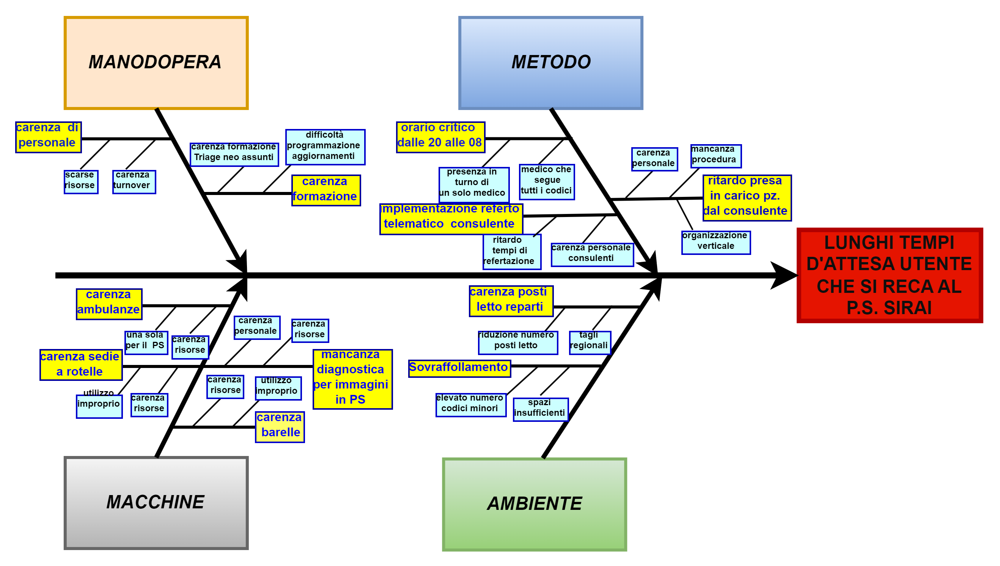 MANODOPERA
METODO
carenza di
personale
scarse
risorse
carenza
turnover
carenza formazione
Triage neo assunti
difficoltà
programmazione
aggiornamenti
carenza
formazione
orario critico
dalle 20 alle 08
presenza in
turno di
un solo medico
medico che
segue
tutti i codici
carenza
personale
mancanza
procedura
ritardo presa
in carico pz.
dal consulente
organizzazione
verticale
implementazione referto
telematico consulente
ritardo
tempi di
refertazione
carenza personale
consulenti
LUNGHI TEMPI
D'ATTESA UTENTE
CHE SI RECA AL
P.S. SIRAI
carenza
ambulanze
una sola
per il PS
carenza
risorse
carenza
personale
carenza
risorse
carenza sedie
a rotelle
utilizzo
improprio
carenza
risorse
mancanza
diagnostica
per immagini
in PS
carenza
risorse
utilizzo
improprio
carenza
barelle
carenza posti
letto reparti
riduzione numero
posti letto
tagli
regionali
Sovraffollamento
elevato numero
codici minori
spazi
insufficienti
MACCHINE
AMBIENTE